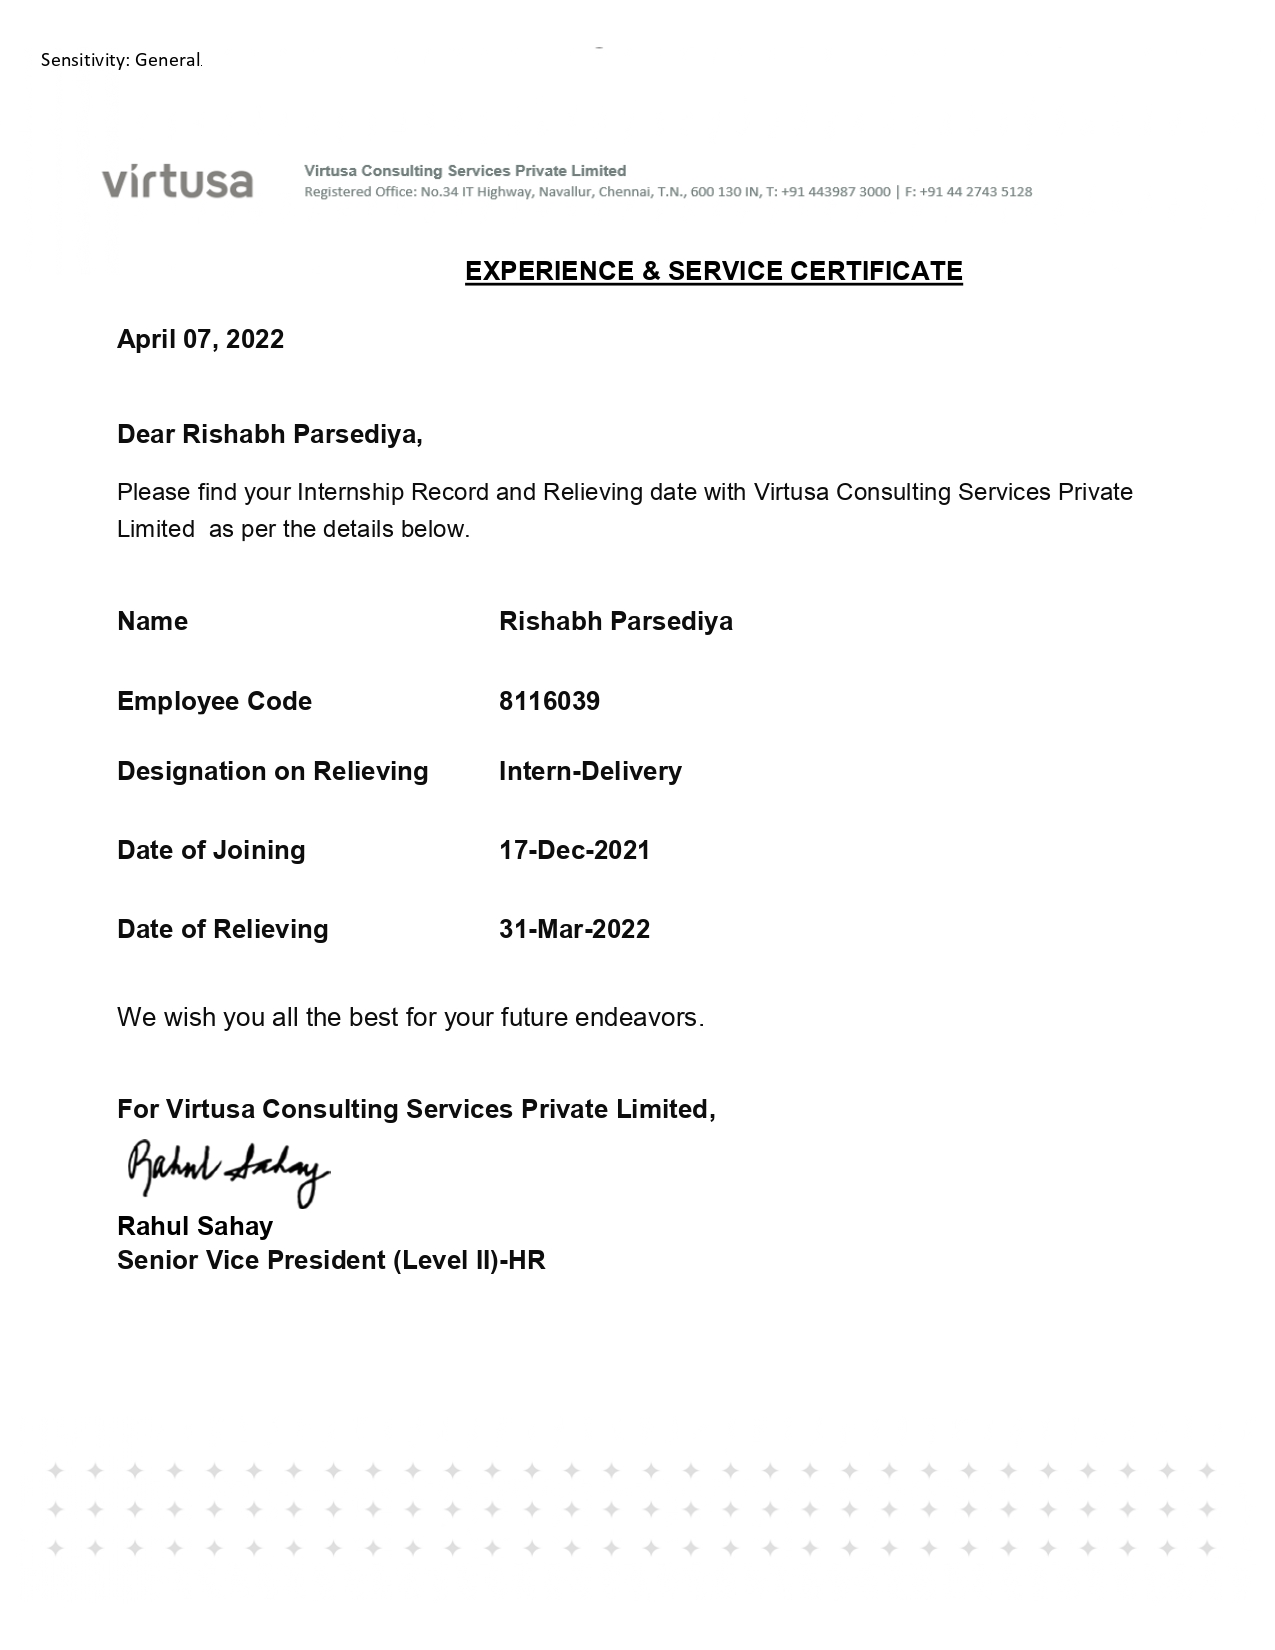 Sensitivity: General
virtusa
Virtusa Consulting Services Private Limited
Registered Office: No.34 IT Highway, Navallur, Chennai, T.N., 600 130 IN, T: +91 443987 3000 | F: +91 44 2743 5128
EXPERIENCE & SERVICE CERTIFICATE
April 07, 2022
Dear Rishabh Parsediya,
Please find your Internship Record and Relieving date with Virtusa Consulting Services Private
Limited as per the details below.
Name Rishabh Parsediya
Employee Code 8116039
Designation on Relieving Intern-Delivery
Date of Joining 17-Dec-2021
Date of Relieving 31-Mar-2022
We wish you all the best for your future endeavors.
For Virtusa Consulting Services Private Limited,
Rahul Sahay
Rahul Sahay
Senior Vice President (Level II)-HR